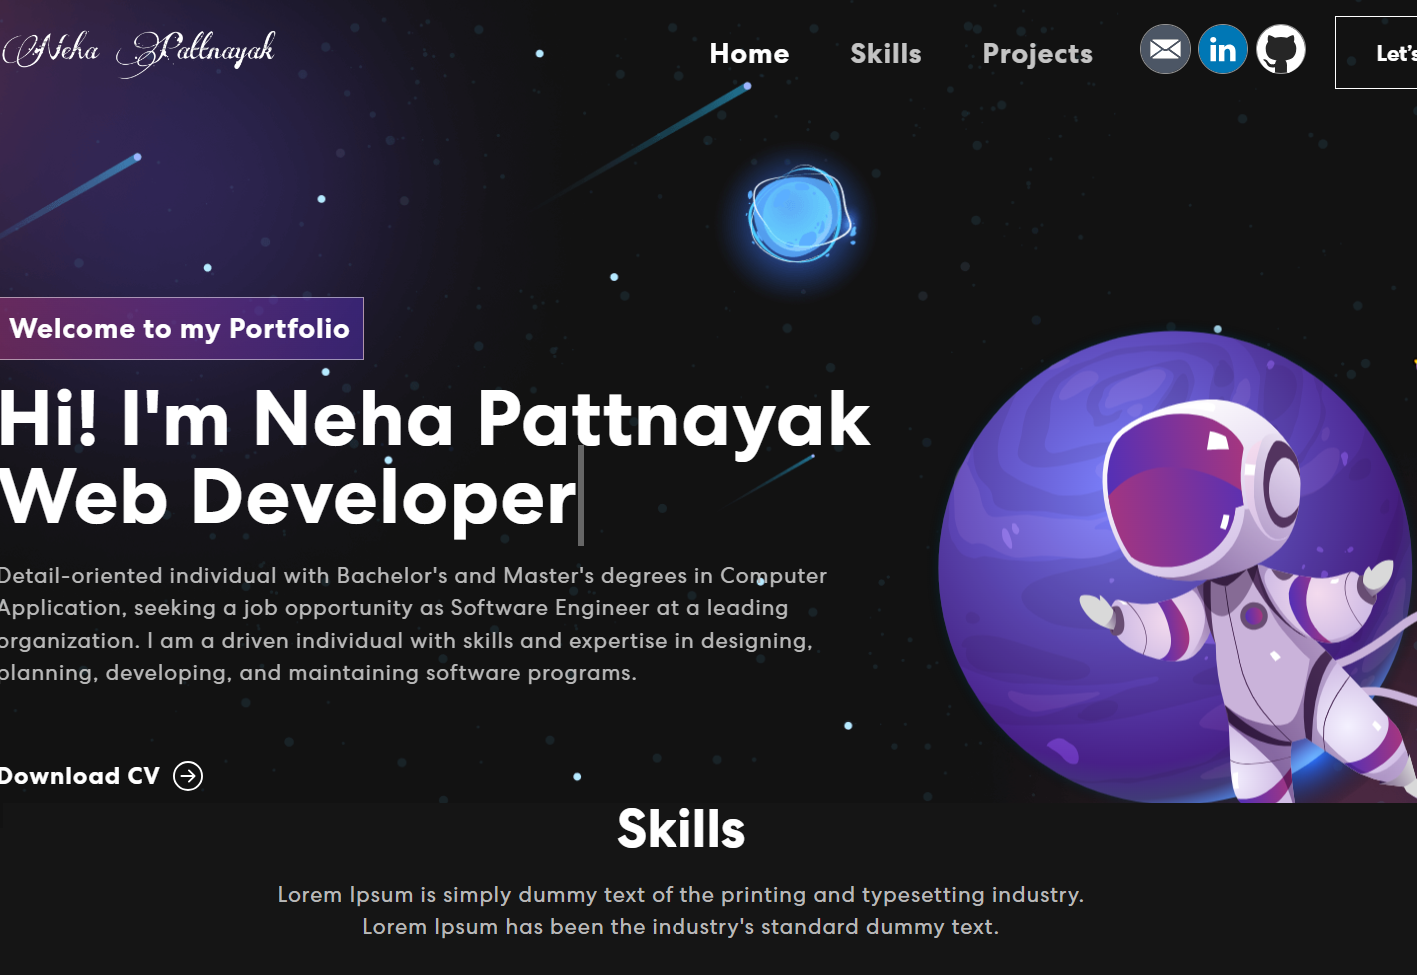 Neha Pattnayak
Home
Skills
Projects
in
Let's
Welcome to my Portfolio
Hi! I'm Neha Pattnayak
Web Developer
Detail-oriented individual with Bachelor's and Master's degrees in Computer
Application, seeking a job opportunity as Software Engineer at a leading
organization. I am a driven individual with skills and expertise in designing,
planning, developing, and maintaining software programs.
Download CV
Skills
Lorem Ipsum is simply dummy text of the printing and typesetting industry.
Lorem Ipsum has been the industry's standard dummy text.